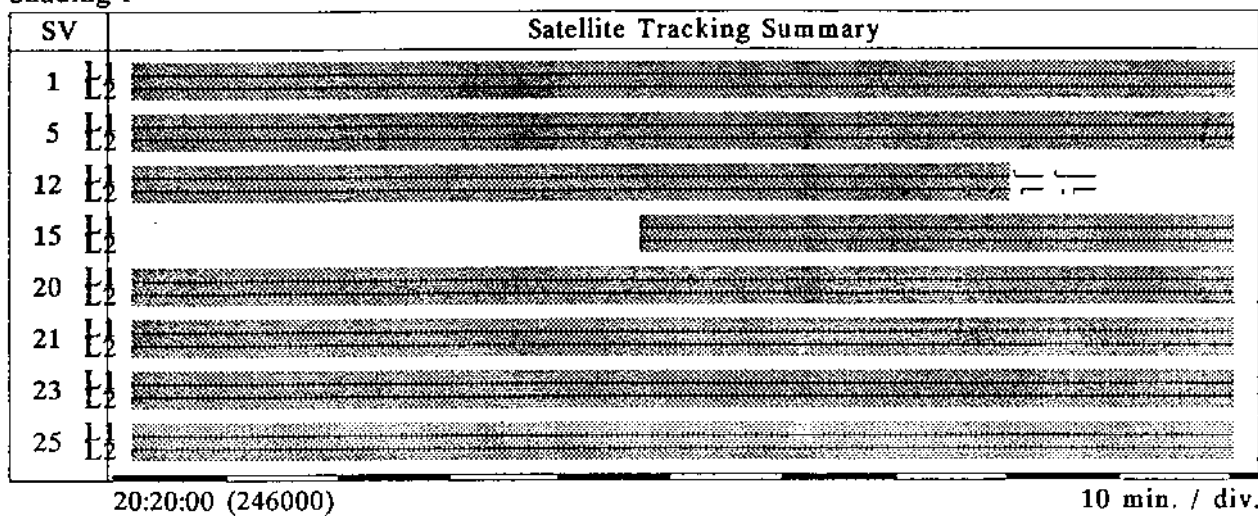 SV Satellite Tracking Summary
1 L1 L2
5 L1 L2
12 L1 L2
15 L1 L2
20 L1 L2
21 L1 L2
23 L1 L2
25 L1 L2
20:20:00 (246000) 10 min. / div.